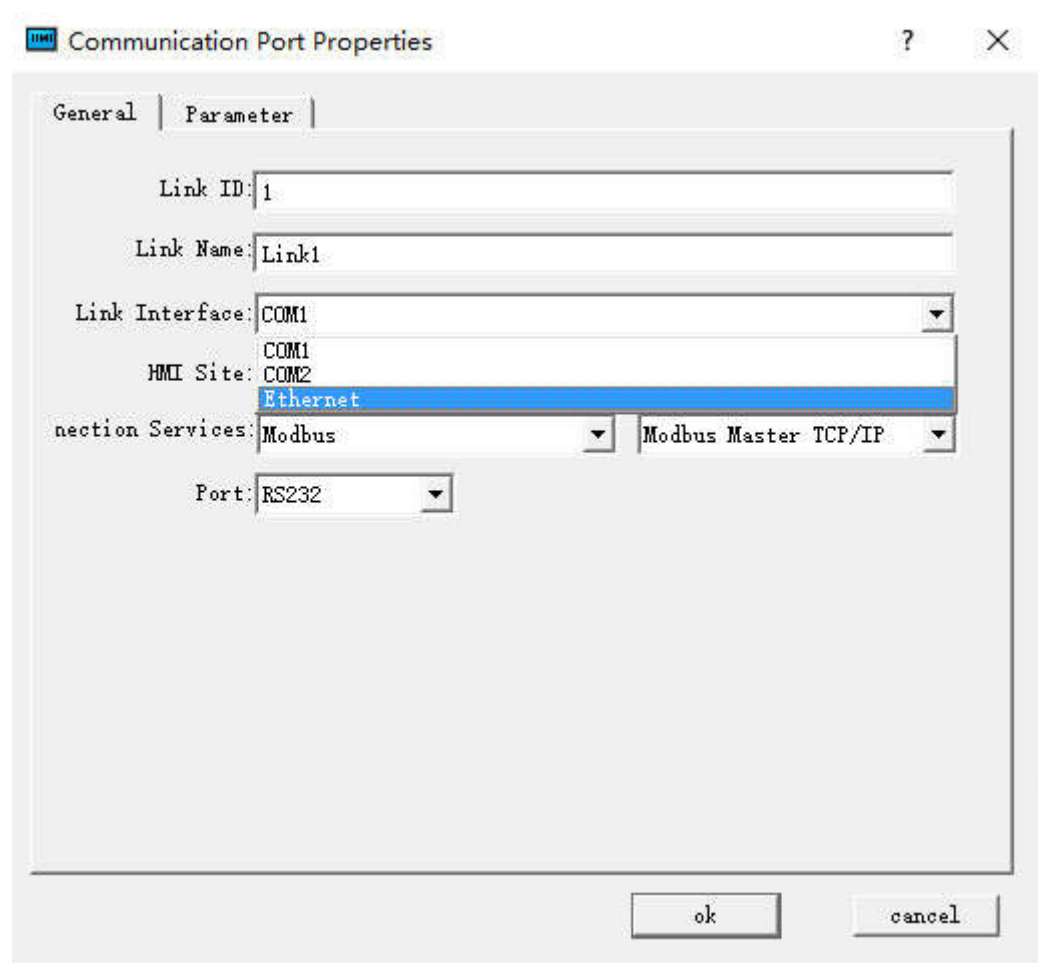 HMI Communication Port Properties ? ×
General Parameter
Link ID: 1
Link Name: Link1
Link Interface: COM1
COM1
HMI Site: COM2
Ethernet
nection Services: Modbus Modbus Master TCP/IP
Port: RS232
ok cancel